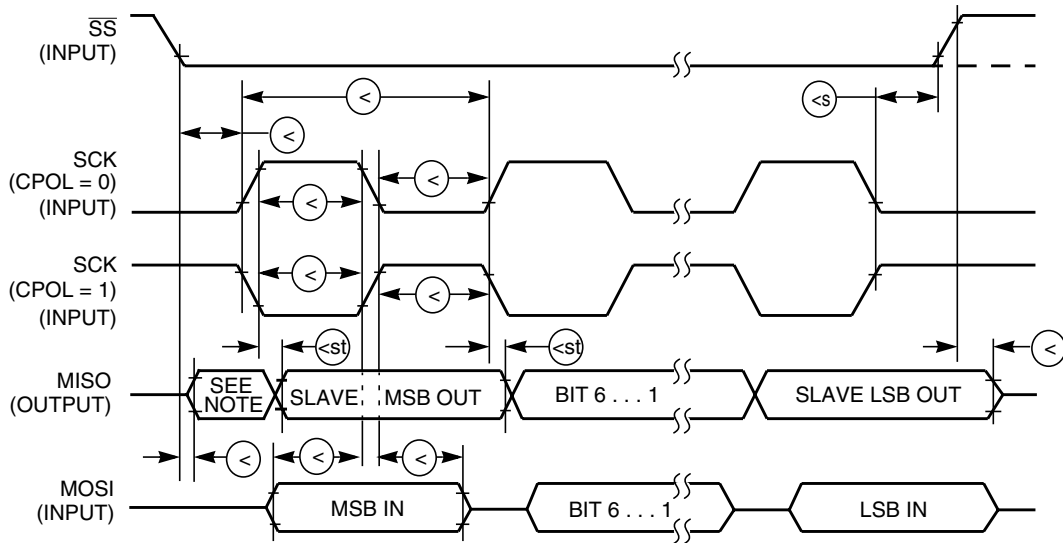 SS
(INPUT)
<
<s
<
SCK
(CPOL = 0)
(INPUT)
<
<
SCK
(CPOL = 1)
(INPUT)
<
<
<st
<st
<
MISO
(OUTPUT)
SEE
NOTE
SLAVE
MSB OUT
BIT 6 . . . 1
SLAVE LSB OUT
<
<
<
MOSI
(INPUT)
MSB IN
BIT 6 . . . 1
LSB IN